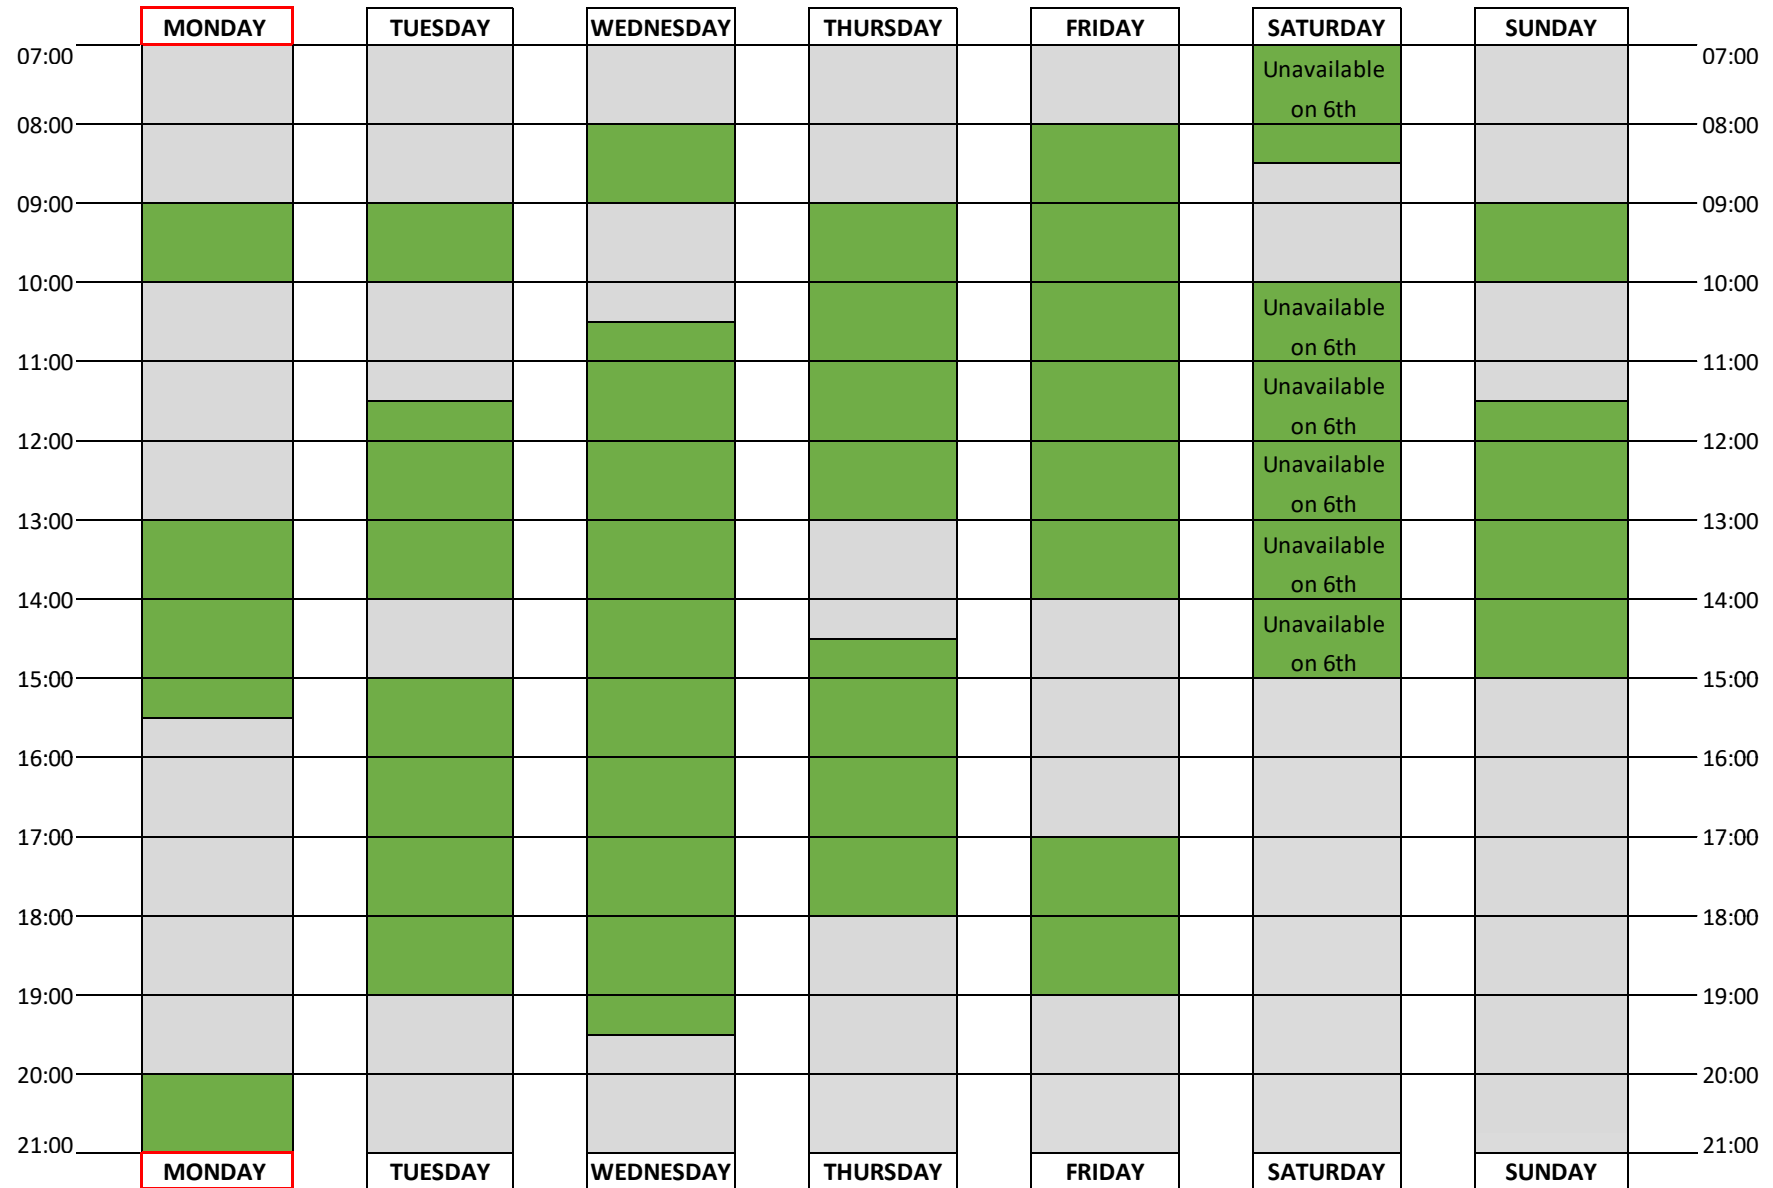 MONDAY TUESDAY WEDNESDAY THURSDAY FRIDAY SATURDAY SUNDAY
07:00 Unavailable 07:00
on 6th
08:00 08:00
09:00 09:00
10:00 10:00
Unavailable
on 6th
11:00 11:00
Unavailable
on 6th
12:00 12:00
Unavailable
on 6th
13:00 13:00
Unavailable
on 6th
14:00 14:00
Unavailable
on 6th
15:00 15:00
16:00 16:00
17:00 17:00
18:00 18:00
19:00 19:00
20:00 20:00
21:00 21:00
MONDAY TUESDAY WEDNESDAY THURSDAY FRIDAY SATURDAY SUNDAY